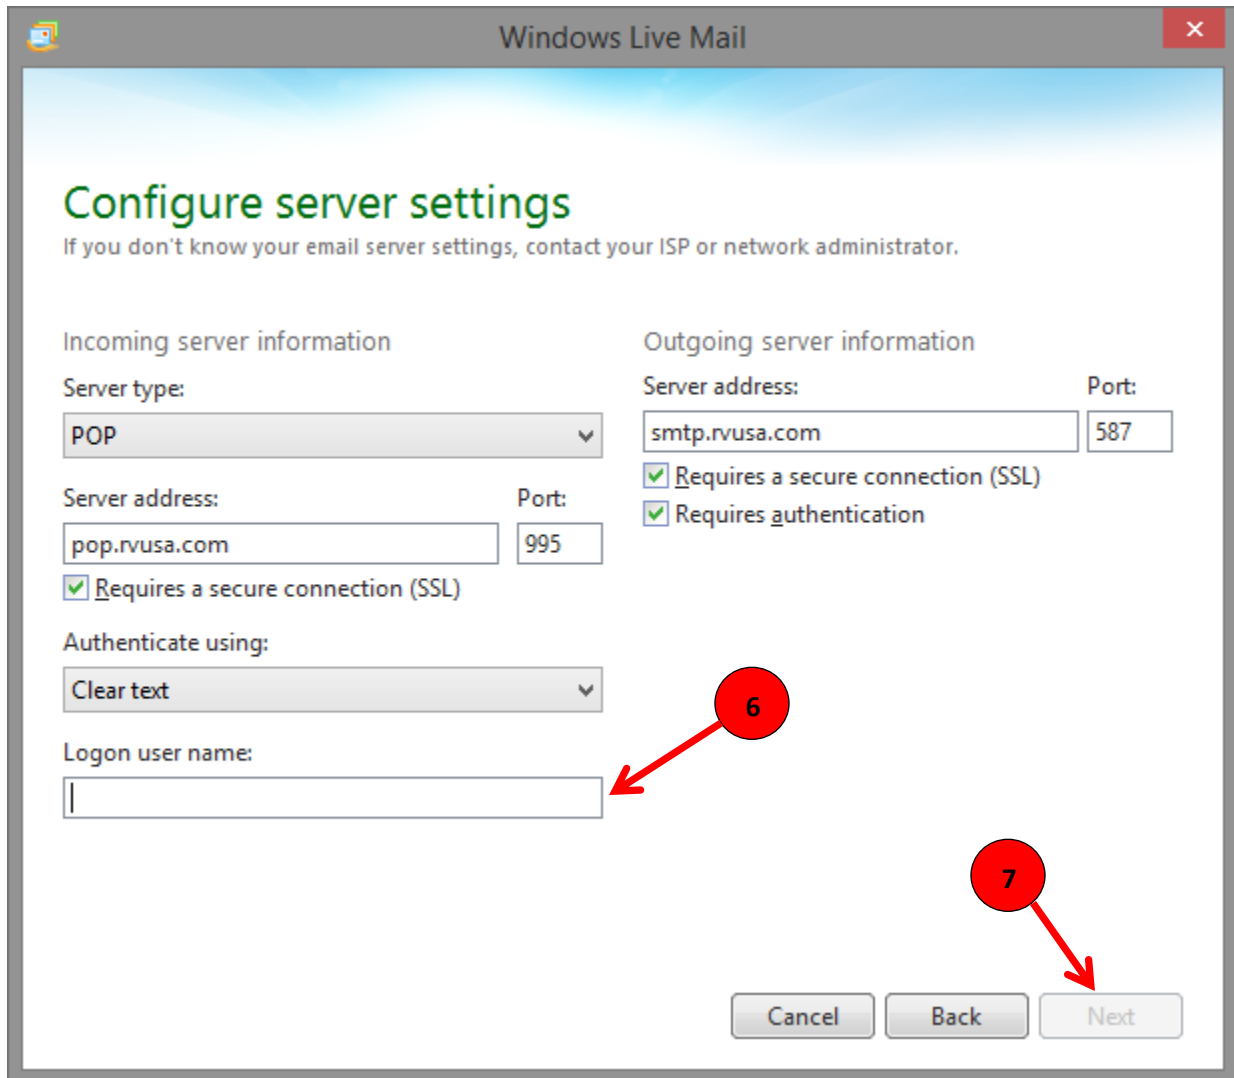 Windows Live Mail
Configure server settings
If you don't know your email server settings, contact your ISP or network administrator.
Incoming server information
Server type:
POP
Server address: Port:
pop.rvusa.com 995
Requires a secure connection (SSL)
Authenticate using:
Clear text
Logon user name:
Outgoing server information
Server address: Port:
smtp.rvusa.com 587
Requires a secure connection (SSL)
Requires authentication
6
7
Cancel Back Next